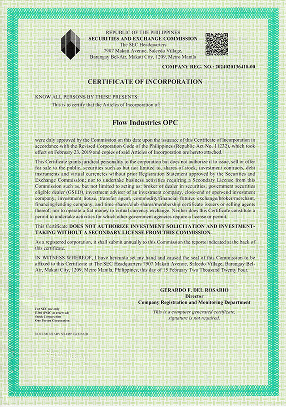 REPUBLIC OF THE PHILIPPINES
SECURITIES AND EXCHANGE COMMISSION
The SEC Headquarters
7907 Makati Avenue, Salcedo Village,
Barangay Bel-Air, Makati City, 1209, Metro Manila
COMPANY REG. NO.:
CERTIFICATE OF INCORPORATION
KNOW ALL PERSONS BY THESE PRESENTS:
This is to certify that the Articles of Incorporation of:
Flow Industries OPC
were duly approved by the Commission on this date upon the issuance of this Certificate of Incorporation in
accordance with the Revised Corporation Code of the Philippines (Republic Act No. 11232), which took
effect on February 23, 2019 and copies of said Articles of Incorporation are hereto attached.
This Certificate grants juridical personality to the corporation but does not authorize it to issue, sell or offer
for sale to the public, securities such as but not limited to, shares of stock, investment contracts, debt
instruments and virtual currencies without prior Registration Statement approved by the Securities and
Exchange Commission; nor to undertake business activities requiring a Secondary License from this
Commission such as, but not limited to acting as: broker or dealer in securities, government securities
eligible dealer (GSED), investment adviser of an investment company, close-end or open-end investment
company, investment house, transfer agent, commodity/financial futures exchange/broker/merchant,
financing/lending company, and time shares/club shares/membership certificates issuers or selling agents
thereof; nor to operate a fiat money to virtual currency exchange. Neither does this Certificate constitute a
permit to undertake activities for which other government agencies require a license or permit.
This Certificate DOES NOT AUTHORIZE INVESTMENT SOLICITATION AND INVESTMENT-
TAKING WITHOUT A SECONDARY LICENSE FROM THIS COMMISSION.
As a registered corporation, it shall submit annually to this Commission the reports indicated at the back of
this certificate.
IN WITNESS WHEREOF, I have hereunto set my hand and caused the seal of this Commission to be
affixed to this Certificate at The SEC Headquarters 7907 Makati Avenue, Salcedo Village, Barangay Bel-
Air, Makati City, 1209, Metro Manila, Philippines, this day of 15 February Two Thousand Twenty Four.
GERARDO F. DEL ROSARIO
Director
Company Registration and Monitoring Department
This is a computer generated certificate,
signature is not required.